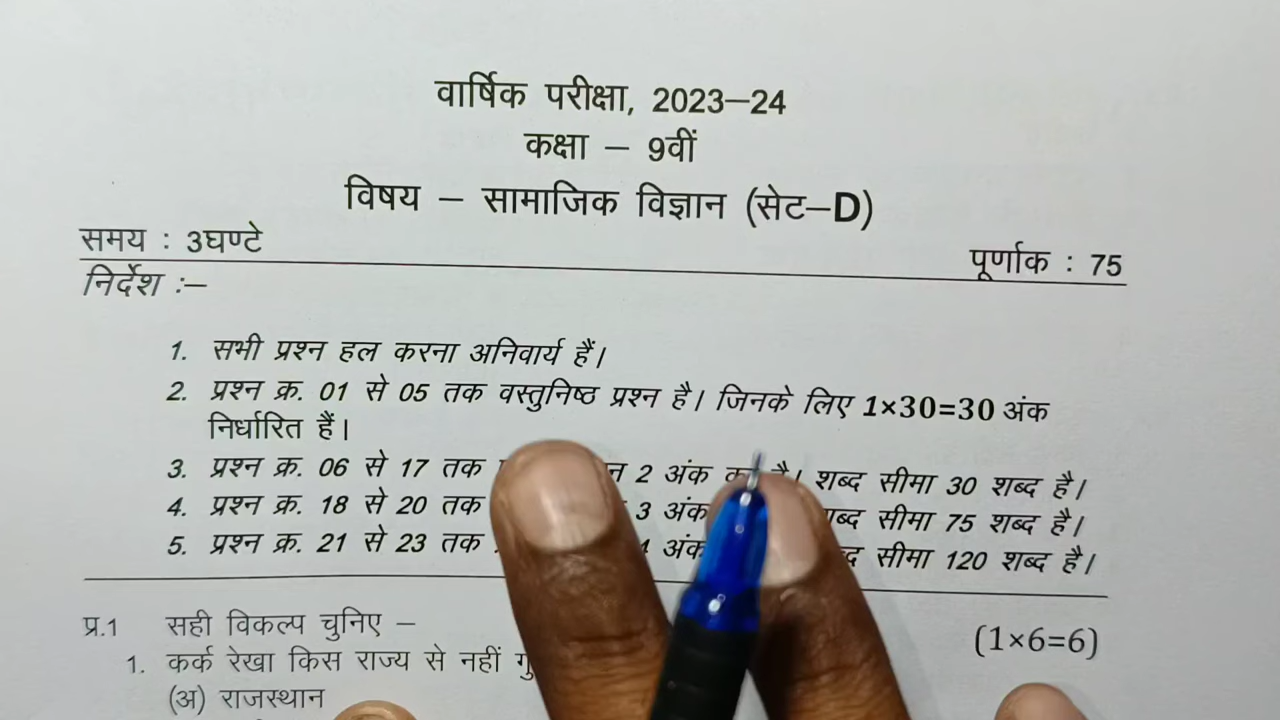 वार्षिक परीक्षा, 2023–24
कक्षा – 9वीं
विषय – सामाजिक विज्ञान (सेट–D)
समय : 3घण्टे
पूर्णाक : 75
निर्देश :–
1. सभी प्रश्न हल करना अनिवार्य हैं।
2. प्रश्न क्र. 01 से 05 तक वस्तुनिष्ठ प्रश्न है। जिनके लिए 1×30=30 अंक
निर्धारित हैं।
3. प्रश्न क्र. 06 से 17 तक 2 अंक है। शब्द सीमा 30 शब्द है।
4. प्रश्न क्र. 18 से 20 तक 3 अंक शब्द सीमा 75 शब्द है।
5. प्रश्न क्र. 21 से 23 तक अंक सीमा 120 शब्द है।
प्र.1 सही विकल्प चुनिए – (1×6=6)
1. कर्क रेखा किस राज्य से नहीं
(अ) राजस्थान